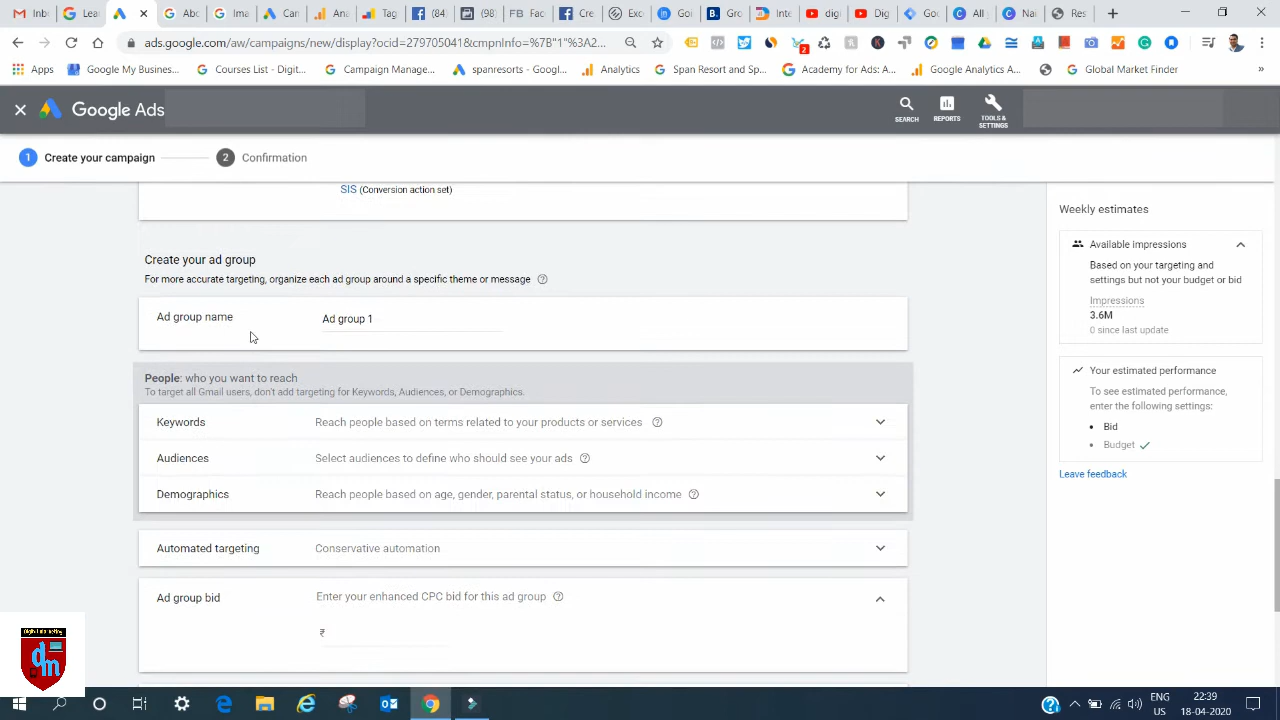 Inb
Lea
Abo
Ima
Can
Ana
Tag
(84
(98
Fac
Cre
Exc
Goi
Gro
Inte
digi
Dig
Goo
All
Nai
Res
ads.google.com/aw/campaigns/new/display?cid=2797070041&cmpnInfo=%7B"1"%3A...
2
Apps
Google My Busines...
Courses List - Digit...
Campaign Manage...
spanresorts - Googl...
Analytics
Span Resort and Sp...
Academy for Ads: A...
Google Analytics A...
Global Market Finder
»
Google Ads
SEARCH
REPORTS
TOOLS &
SETTINGS
1 Create your campaign
2 Confirmation
SIS (Conversion action set)
Create your ad group
For more accurate targeting, organize each ad group around a specific theme or message
Ad group name
Ad group 1
People: who you want to reach
To target all Gmail users, don't add targeting for Keywords, Audiences, or Demographics.
Keywords
Reach people based on terms related to your products or services
Audiences
Select audiences to define who should see your ads
Demographics
Reach people based on age, gender, parental status, or household income
Automated targeting
Conservative automation
Ad group bid
Enter your enhanced CPC bid for this ad group
₹
Weekly estimates
Available impressions
Based on your targeting and
settings but not your budget or bid
Impressions
3.6M
0 since last update
Your estimated performance
To see estimated performance,
enter the following settings:
• Bid
• Budget
Leave feedback
dm
ENG
US
22:39
18-04-2020